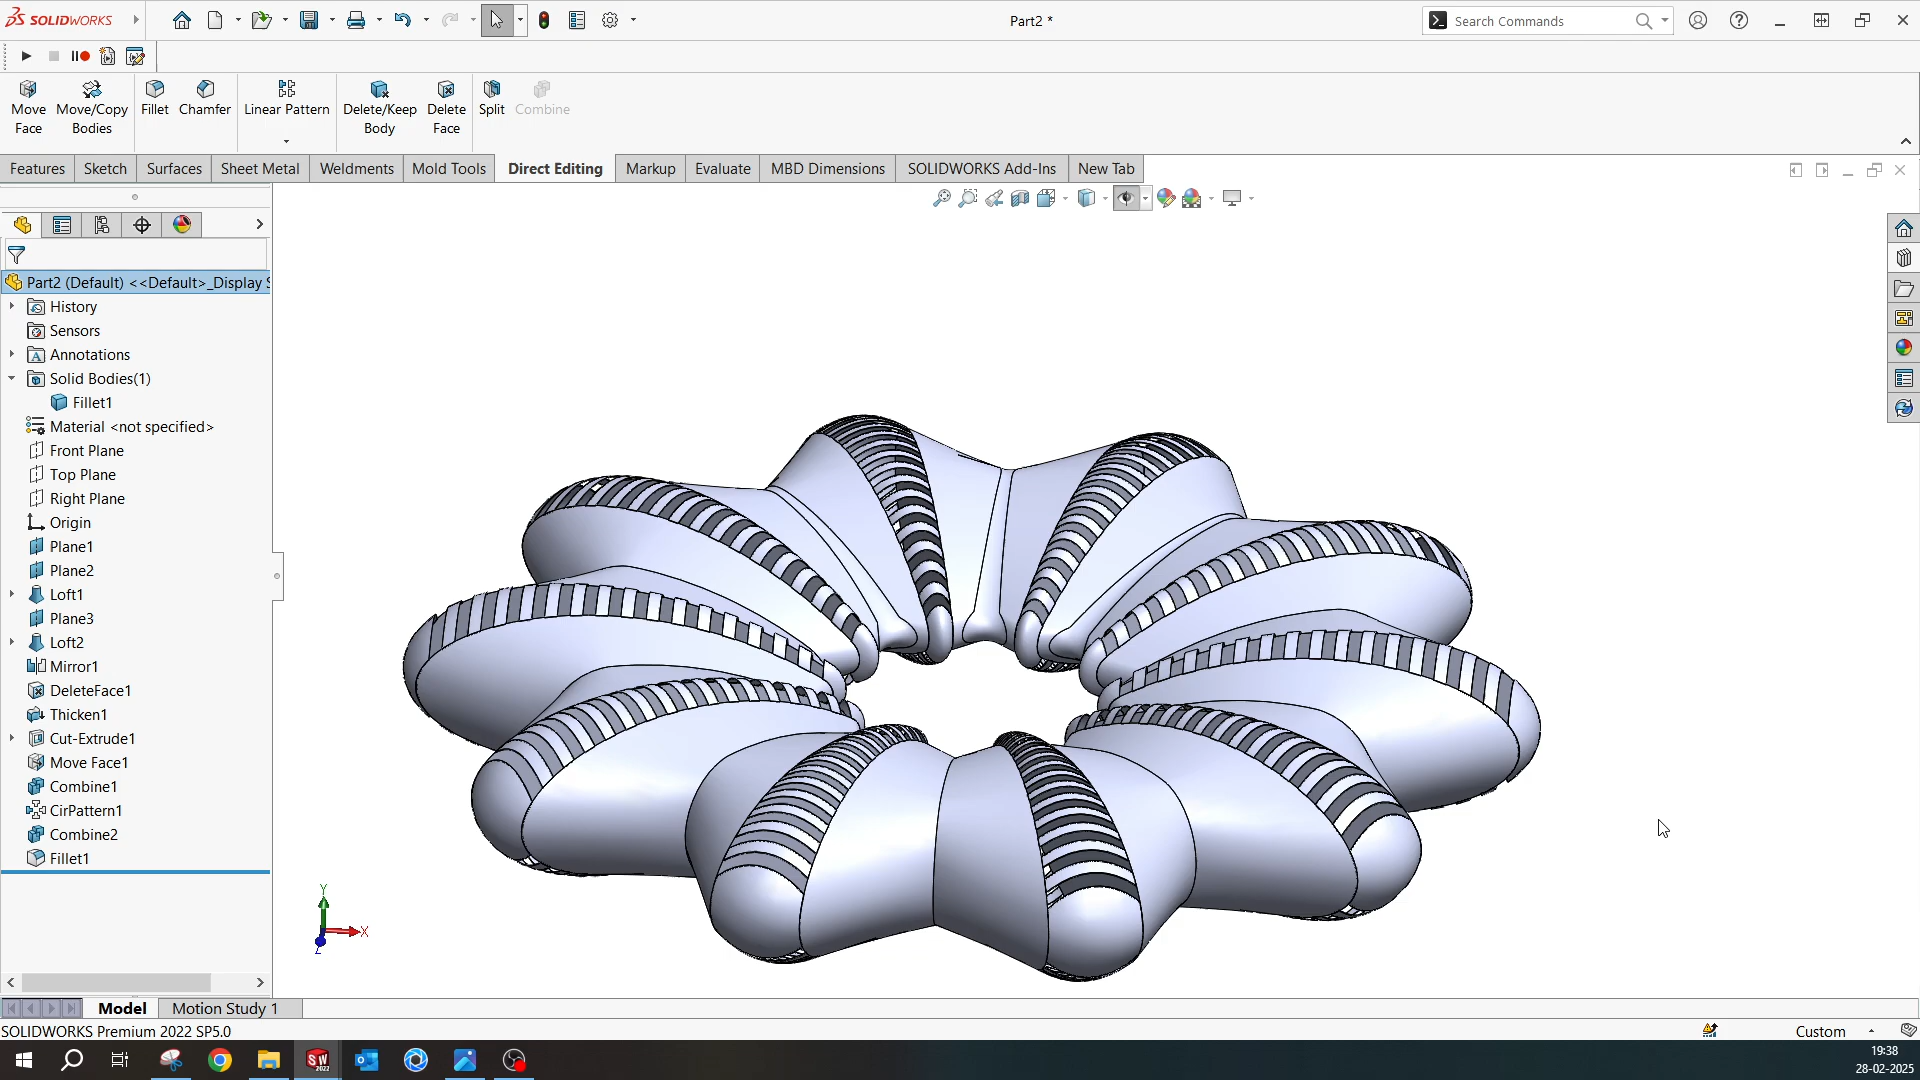 SOLIDWORKS
Part2 *
Search Commands
Move Face
Move/Copy Bodies
Fillet
Chamfer
Linear Pattern
Delete/Keep Body
Delete Face
Split
Combine
Features
Sketch
Surfaces
Sheet Metal
Weldments
Mold Tools
Direct Editing
Markup
Evaluate
MBD Dimensions
SOLIDWORKS Add-Ins
New Tab
Part2 (Default) <<Default>_Display S
History
Sensors
Annotations
Solid Bodies(1)
Fillet1
Material <not specified>
Front Plane
Top Plane
Right Plane
Origin
Plane1
Plane2
Loft1
Plane3
Loft2
Mirror1
DeleteFace1
Thicken1
Cut-Extrude1
Move Face1
Combine1
CirPattern1
Combine2
Fillet1
Y
X
Z
Model
Motion Study 1
SOLIDWORKS Premium 2022 SP5.0
Custom
SW
2022
19:38
28-02-2025